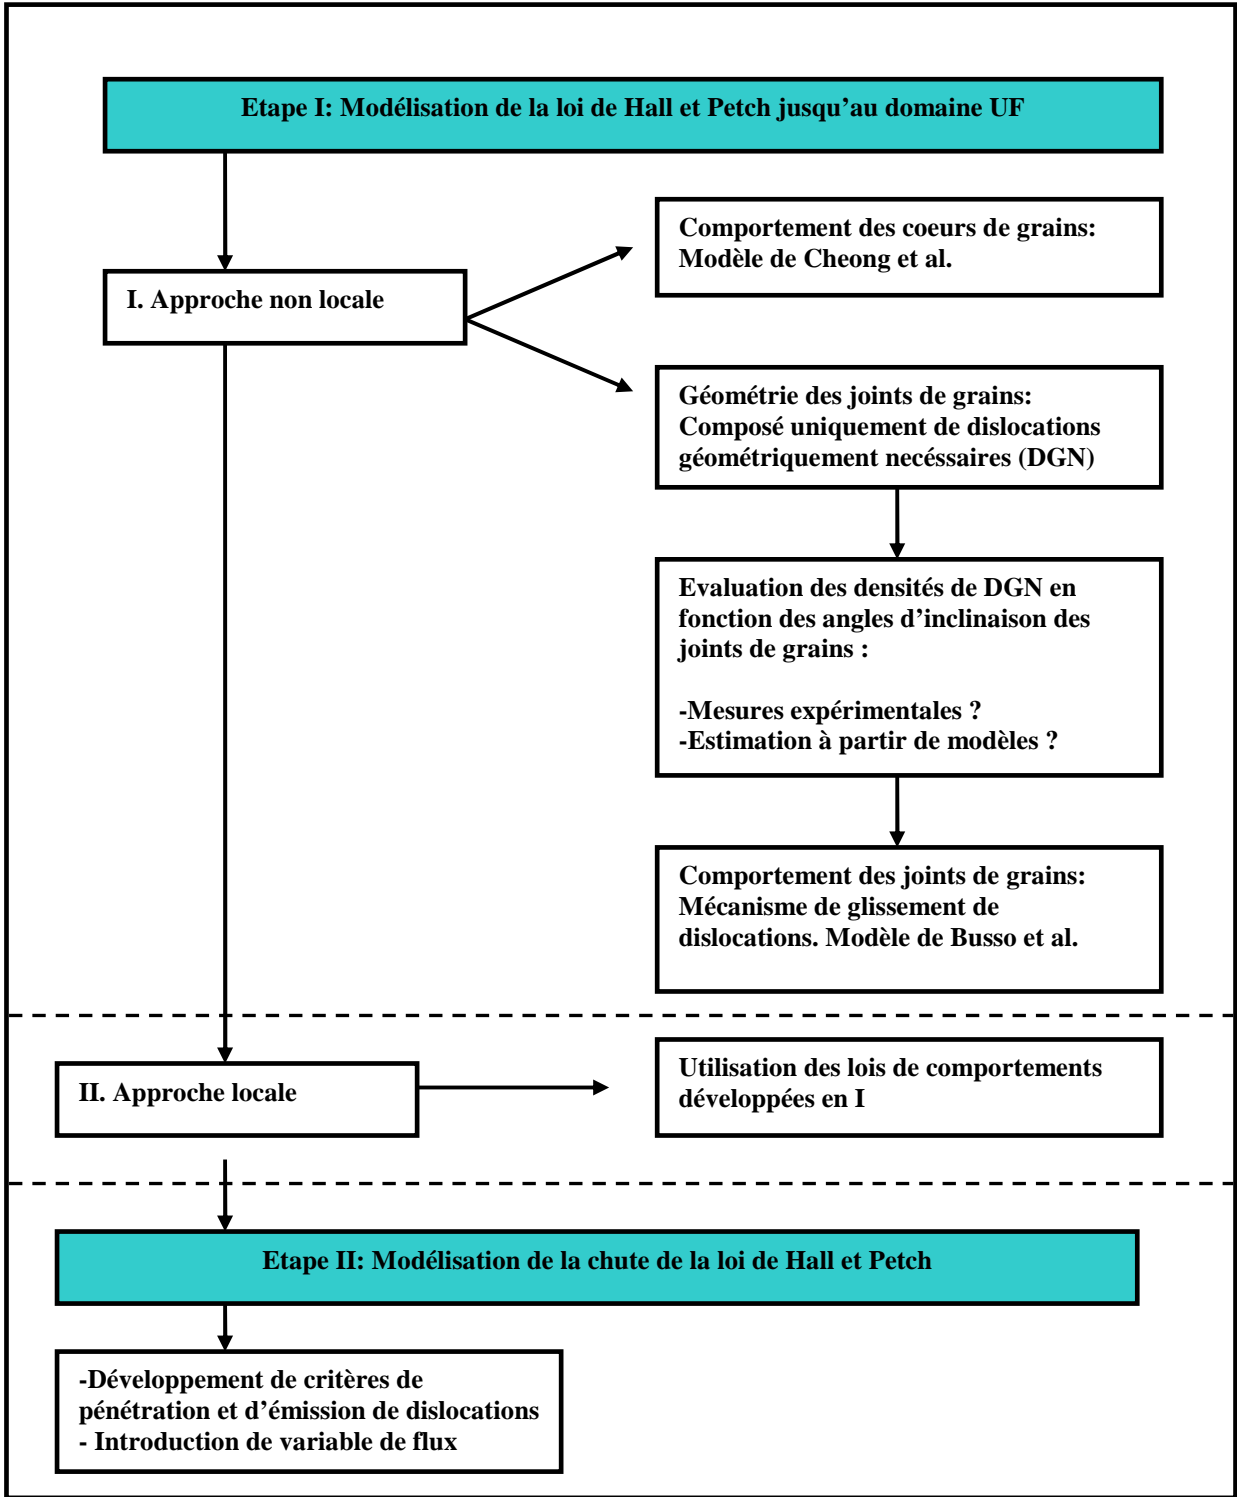 Etape I: Modélisation de la loi de Hall et Petch jusqu’au domaine UF
Comportement des coeurs de grains:
Modèle de Cheong et al.
I. Approche non locale
Géométrie des joints de grains:
Composé uniquement de dislocations
géométriquement necéssaires (DGN)
Evaluation des densités de DGN en
fonction des angles d’inclinaison des
joints de grains :
-Mesures expérimentales ?
-Estimation à partir de modèles ?
Comportement des joints de grains:
Mécanisme de glissement de
dislocations. Modèle de Busso et al.
II. Approche locale
Utilisation des lois de comportements
développées en I
Etape II: Modélisation de la chute de la loi de Hall et Petch
-Développement de critères de
pénétration et d’émission de dislocations
- Introduction de variable de flux